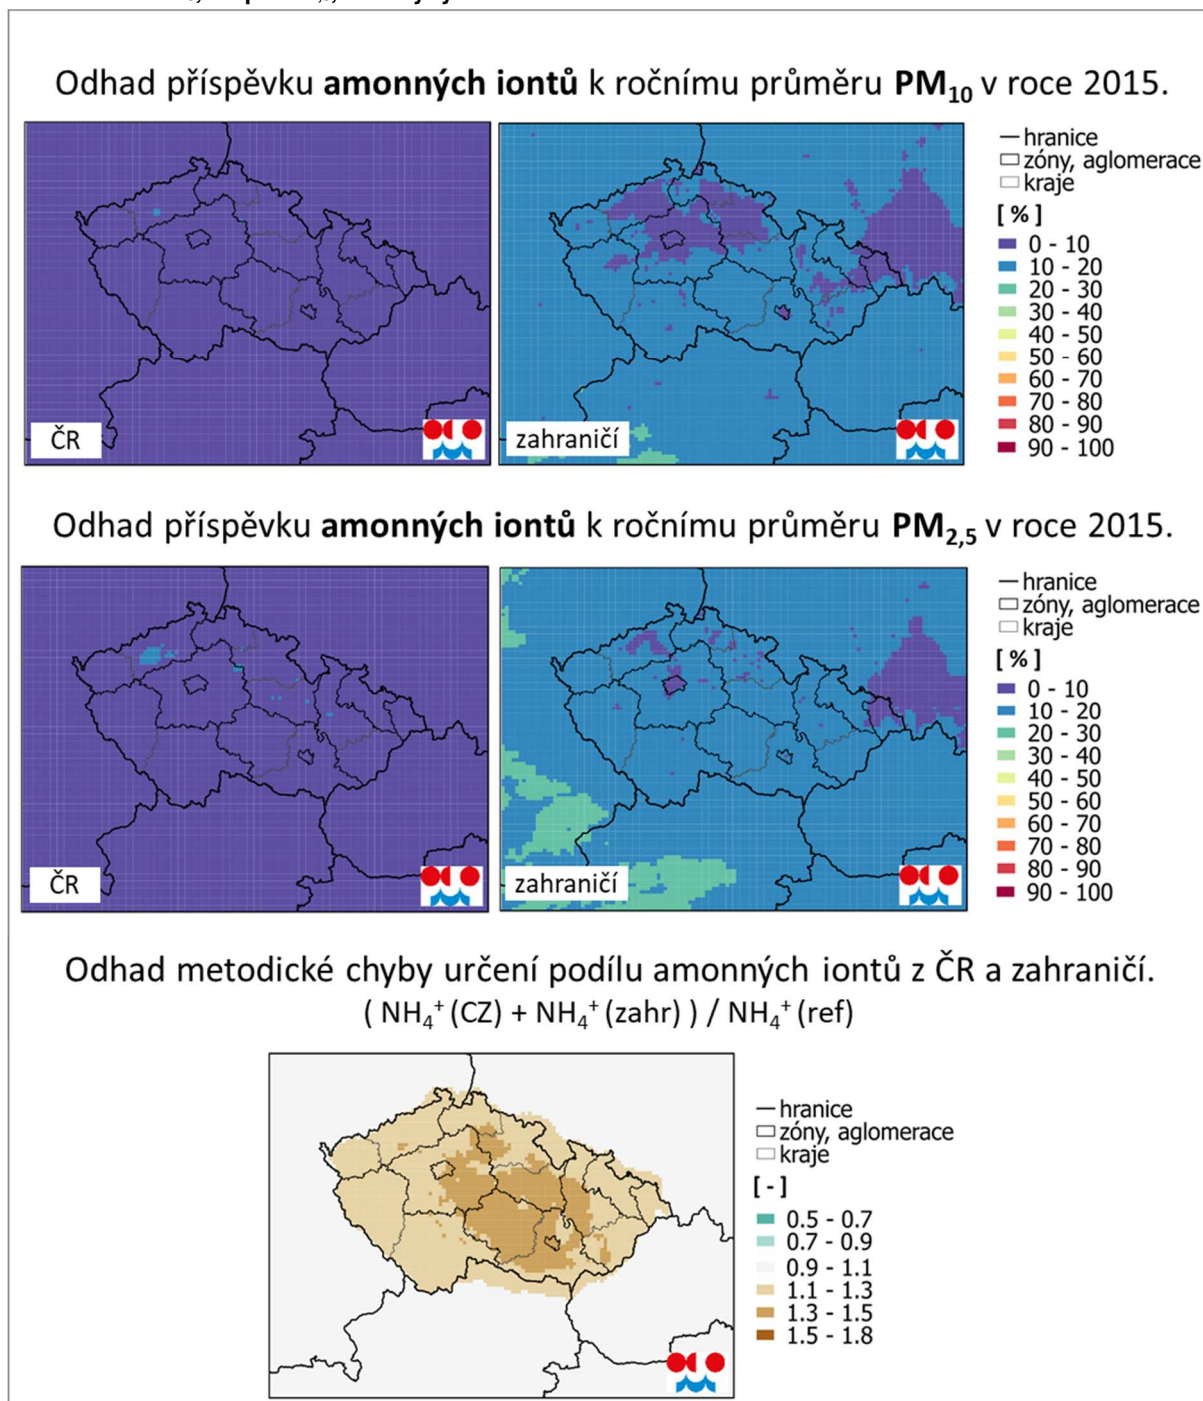 Odhad příspěvku amonných iontů k ročnímu průměru PM10 v roce 2015.
ČR
zahraničí
hranice
zóny, aglomerace
kraje
[ % ]
0 - 10
10 - 20
20 - 30
30 - 40
40 - 50
50 - 60
60 - 70
70 - 80
80 - 90
90 - 100
Odhad příspěvku amonných iontů k ročnímu průměru PM2,5 v roce 2015.
ČR
zahraničí
hranice
zóny, aglomerace
kraje
[ % ]
0 - 10
10 - 20
20 - 30
30 - 40
40 - 50
50 - 60
60 - 70
70 - 80
80 - 90
90 - 100
Odhad metodické chyby určení podílu amonných iontů z ČR a zahraničí.
( NH4+ (CZ) + NH4+ (zahr) ) / NH4+ (ref)
hranice
zóny, aglomerace
kraje
[ - ]
0.5 - 0.7
0.7 - 0.9
0.9 - 1.1
1.1 - 1.3
1.3 - 1.5
1.5 - 1.8